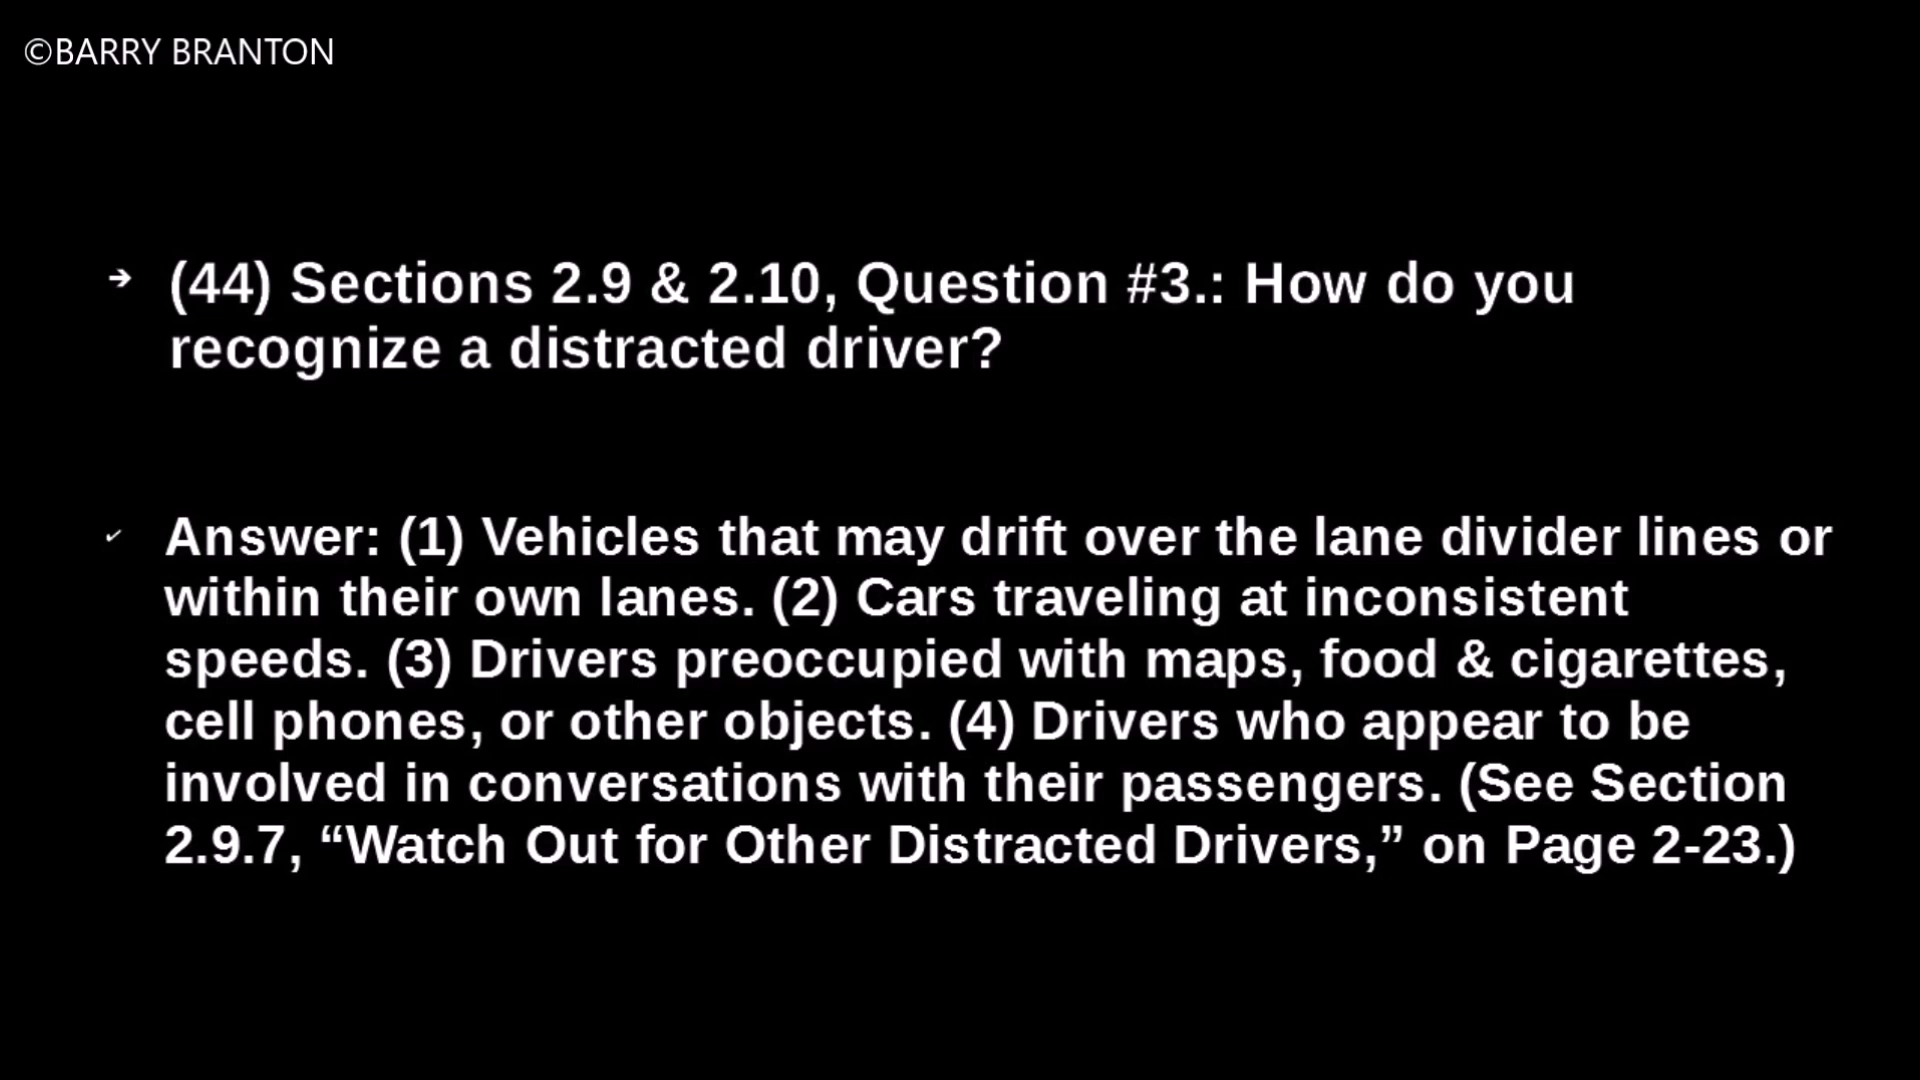 ©BARRY BRANTON
➔ (44) Sections 2.9 & 2.10, Question #3.: How do you
recognize a distracted driver?
✓ Answer: (1) Vehicles that may drift over the lane divider lines or
within their own lanes. (2) Cars traveling at inconsistent
speeds. (3) Drivers preoccupied with maps, food & cigarettes,
cell phones, or other objects. (4) Drivers who appear to be
involved in conversations with their passengers. (See Section
2.9.7, “Watch Out for Other Distracted Drivers,” on Page 2-23.)